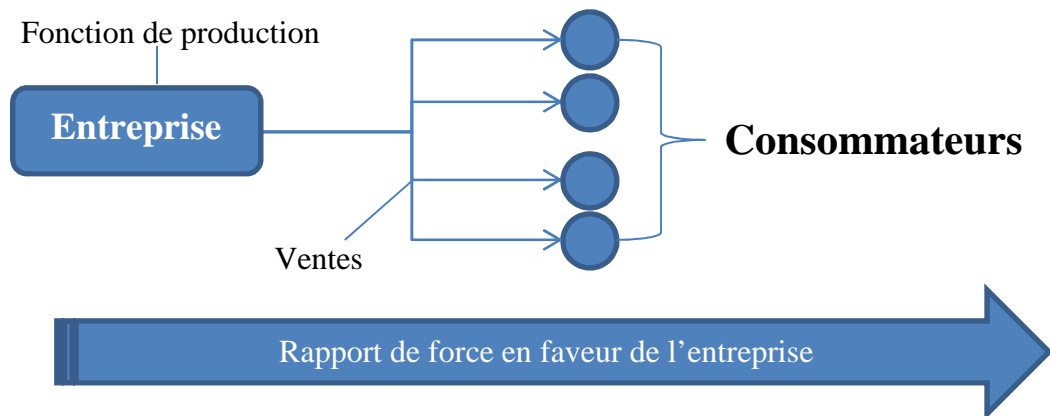 Fonction de production
Entreprise
Consommateurs
Ventes
Rapport de force en faveur de l’entreprise